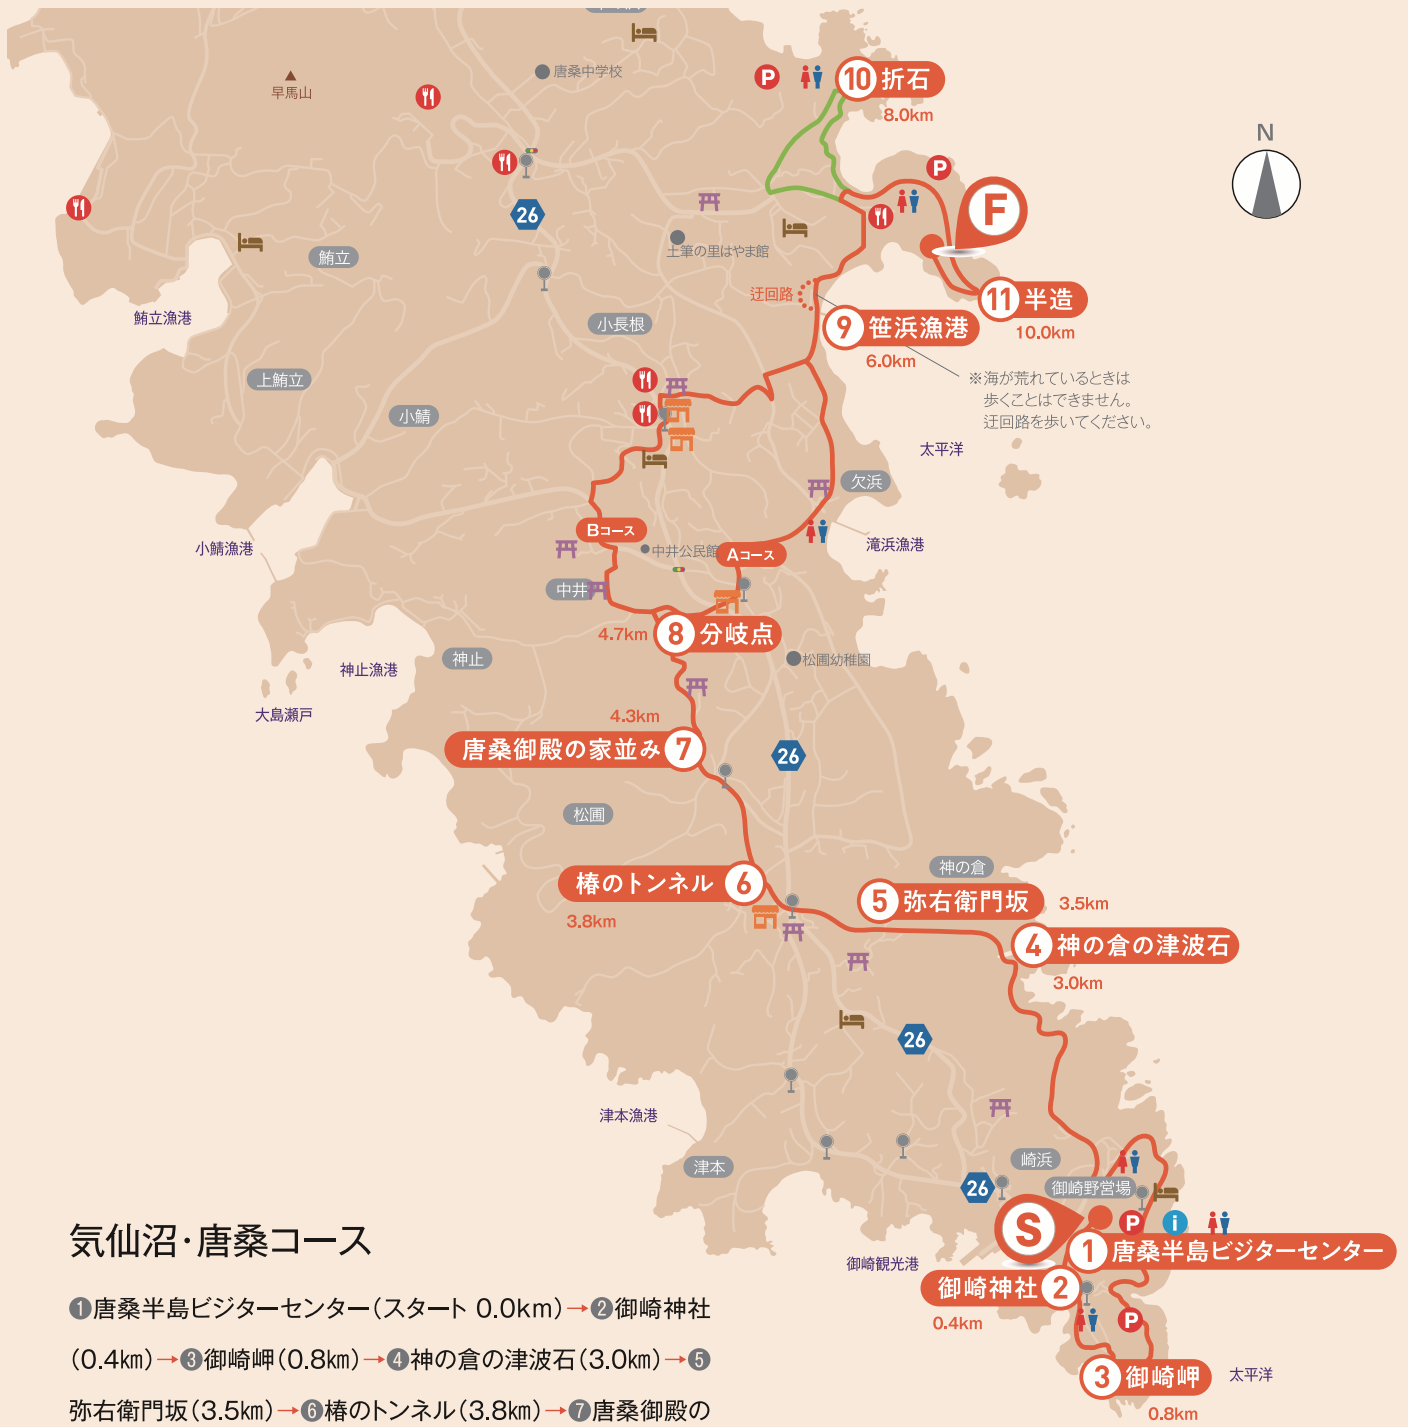 唐桑中学校
早馬山
P
10 折石
8.0km
N
P
26
F
鮪立
土筆の里はやま館
鮪立漁港
小長根
迂回路
11 半造
10.0km
9 笹浜漁港
6.0km
上鮪立
小鯖
※海が荒れているときは
歩くことはできません。
迂回路を歩いてください。
太平洋
欠浜
Bコース
小鯖漁港
中井公民館
Aコース
滝浜漁港
中井
4.7km
8 分岐点
神止
神止漁港
松圃幼稚園
大島瀬戸
4.3km
唐桑御殿の家並み 7
26
松圃
神の倉
椿のトンネル 6
3.8km
5 弥右衛門坂
3.5km
4 神の倉の津波石
3.0km
26
津本漁港
津本
崎浜
26
御崎野営場
S
P
i
1 唐桑半島ビジターセンター
御崎観光港
御崎神社 2
0.4km
P
3 御崎岬
0.8km
太平洋
気仙沼・唐桑コース
❶唐桑半島ビジターセンター(スタート 0.0km)→❷御崎神社
(0.4km)→❸御崎岬(0.8km)→❹神の倉の津波石(3.0km)→❺
弥右衛門坂(3.5km)→❻椿のトンネル(3.8km)→❼唐桑御殿の